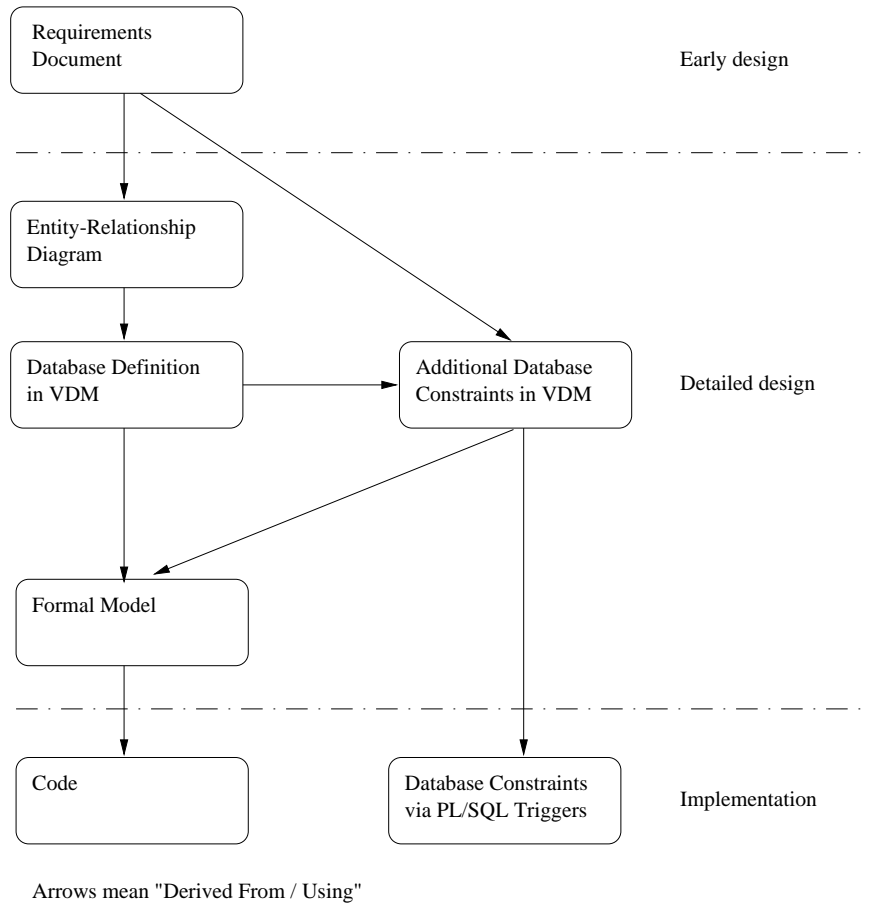 Requirements
Document
Early design
Entity-Relationship
Diagram
Database Definition
in VDM
Additional Database
Constraints in VDM
Detailed design
Formal Model
Code
Database Constraints
via PL/SQL Triggers
Implementation
Arrows mean "Derived From / Using"